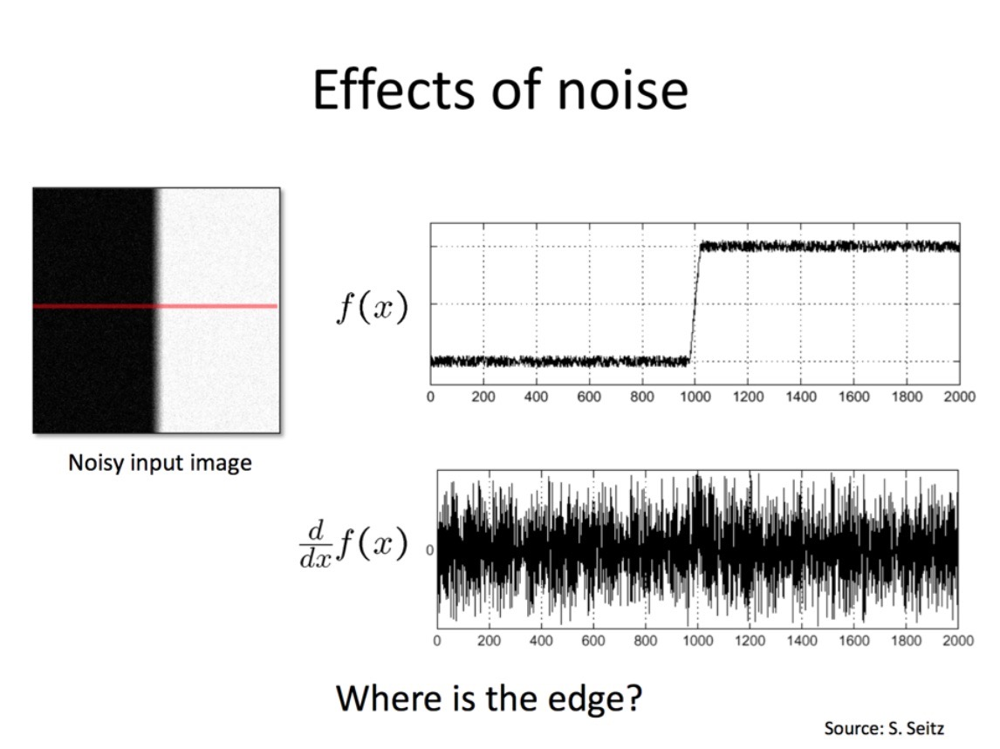 Effects of noise
f(x)
0 200 400 600 800 1000 1200 1400 1600 1800 2000
Noisy input image
d/dx f(x)
0
0 200 400 600 800 1000 1200 1400 1600 1800 2000
Where is the edge?
Source: S. Seitz